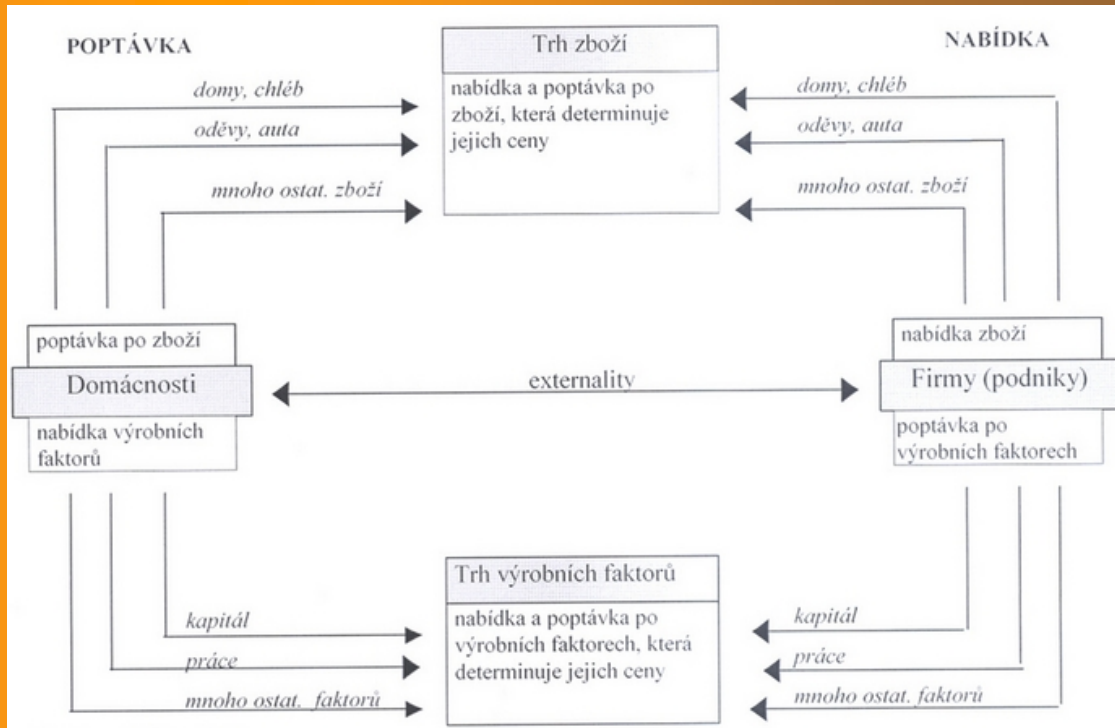 POPTÁVKA
Trh zboží
NABÍDKA
nabídka a poptávka po
zboží, která determinuje
jejich ceny
domy, chléb
oděvy, auta
mnoho ostat. zboží
domy, chléb
oděvy, auta
mnoho ostat. zboží
poptávka po zboží
Domácnosti
nabídka výrobních
faktorů
externality
nabídka zboží
Firmy (podniky)
poptávka po
výrobních faktorech
Trh výrobních faktorů
nabídka a poptávka po
výrobních faktorech, která
determinuje jejich ceny
kapitál
práce
mnoho ostat. faktorů
kapitál
práce
mnoho ostat. faktorů